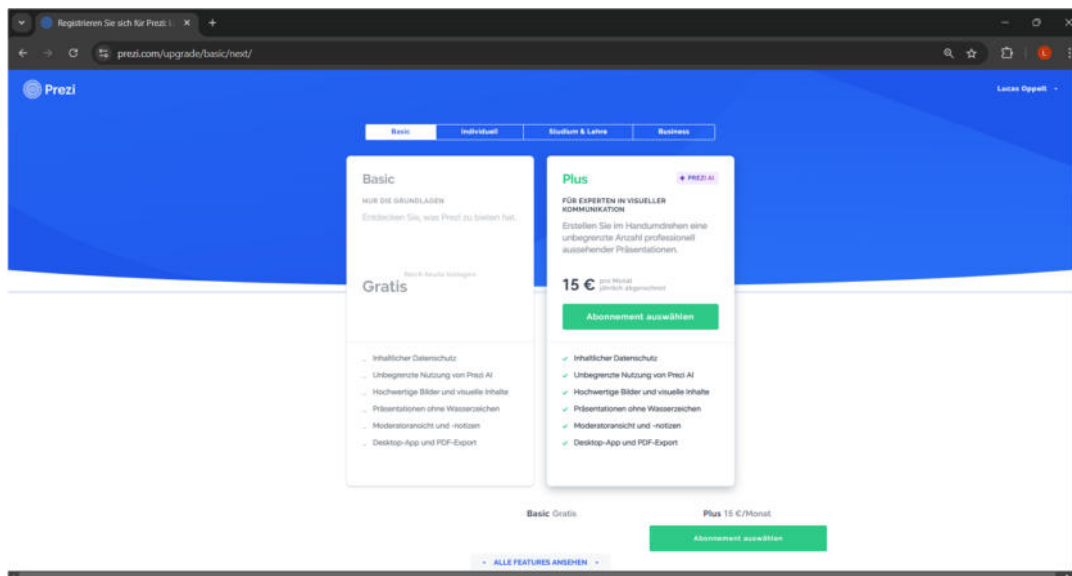 Registrieren Sie sich für Prezi:
prezi.com/upgrade/basic/next/
L
Prezi
Lucas Oppelt
Basic
Individuell
Studium & Lehre
Business
Basic
NUR DIE GRUNDLAGEN
Entdecken Sie, was Prezi zu bieten hat.
Noch heute loslegen
Gratis
Inhaltlicher Datenschutz
Unbegrenzte Nutzung von Prezi AI
Hochwertige Bilder und visuelle Inhalte
Präsentationen ohne Wasserzeichen
Moderatoransicht und -notizen
Desktop-App und PDF-Export
Plus
PREZI AI
FÜR EXPERTEN IN VISUELLER
KOMMUNIKATION
Erstellen Sie im Handumdrehen eine
unbegrenzte Anzahl professionell
aussehender Präsentationen.
15 €
pro Monat
jährlich abgerechnet
Abonnement auswählen
Inhaltlicher Datenschutz
Unbegrenzte Nutzung von Prezi AI
Hochwertige Bilder und visuelle Inhalte
Präsentationen ohne Wasserzeichen
Moderatoransicht und -notizen
Desktop-App und PDF-Export
Basic Gratis
Plus 15 €/Monat
Abonnement auswählen
ALLE FEATURES ANSEHEN